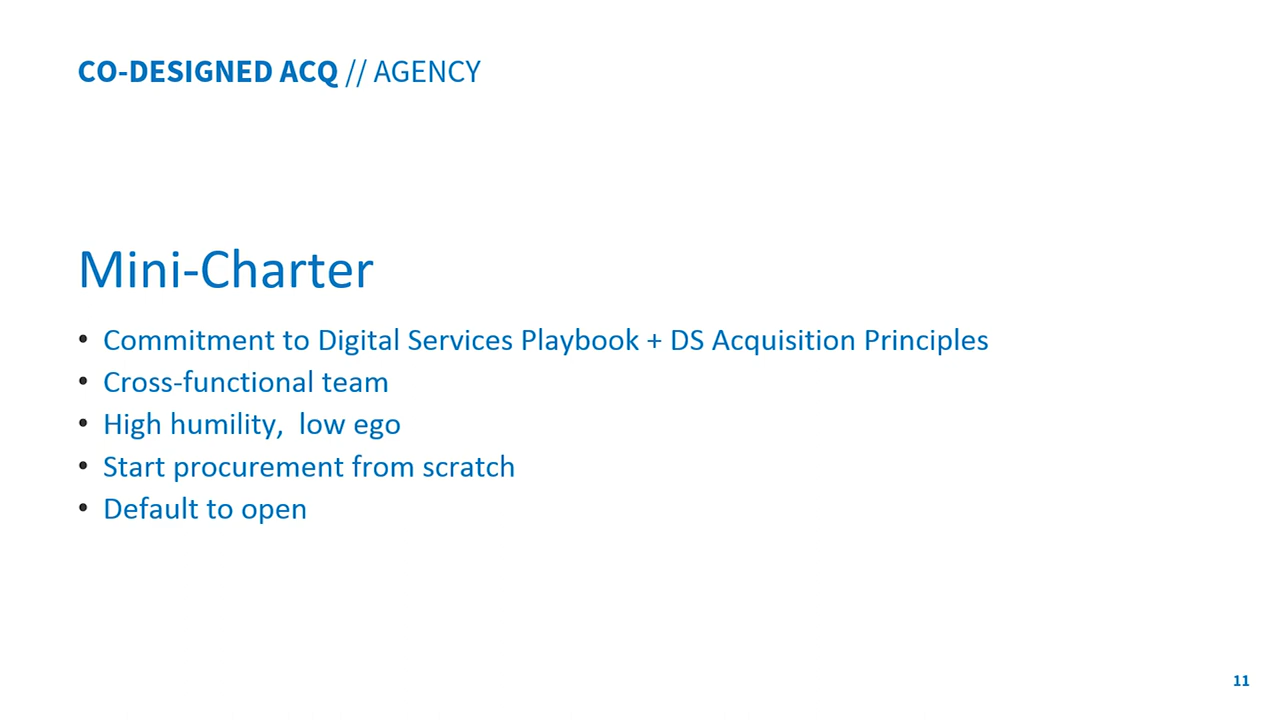 CO-DESIGNED ACQ // AGENCY
Mini-Charter
• Commitment to Digital Services Playbook + DS Acquisition Principles
• Cross-functional team
• High humility,  low ego
• Start procurement from scratch
• Default to open
11